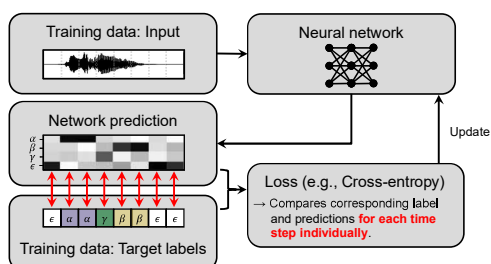 Training data: Input
Neural network
Network prediction
α
β
γ
ϵ
Update
Loss (e.g., Cross-entropy)
→ Compares corresponding label
and predictions for each time
step individually.
ϵ α α γ β β ϵ ϵ
Training data: Target labels